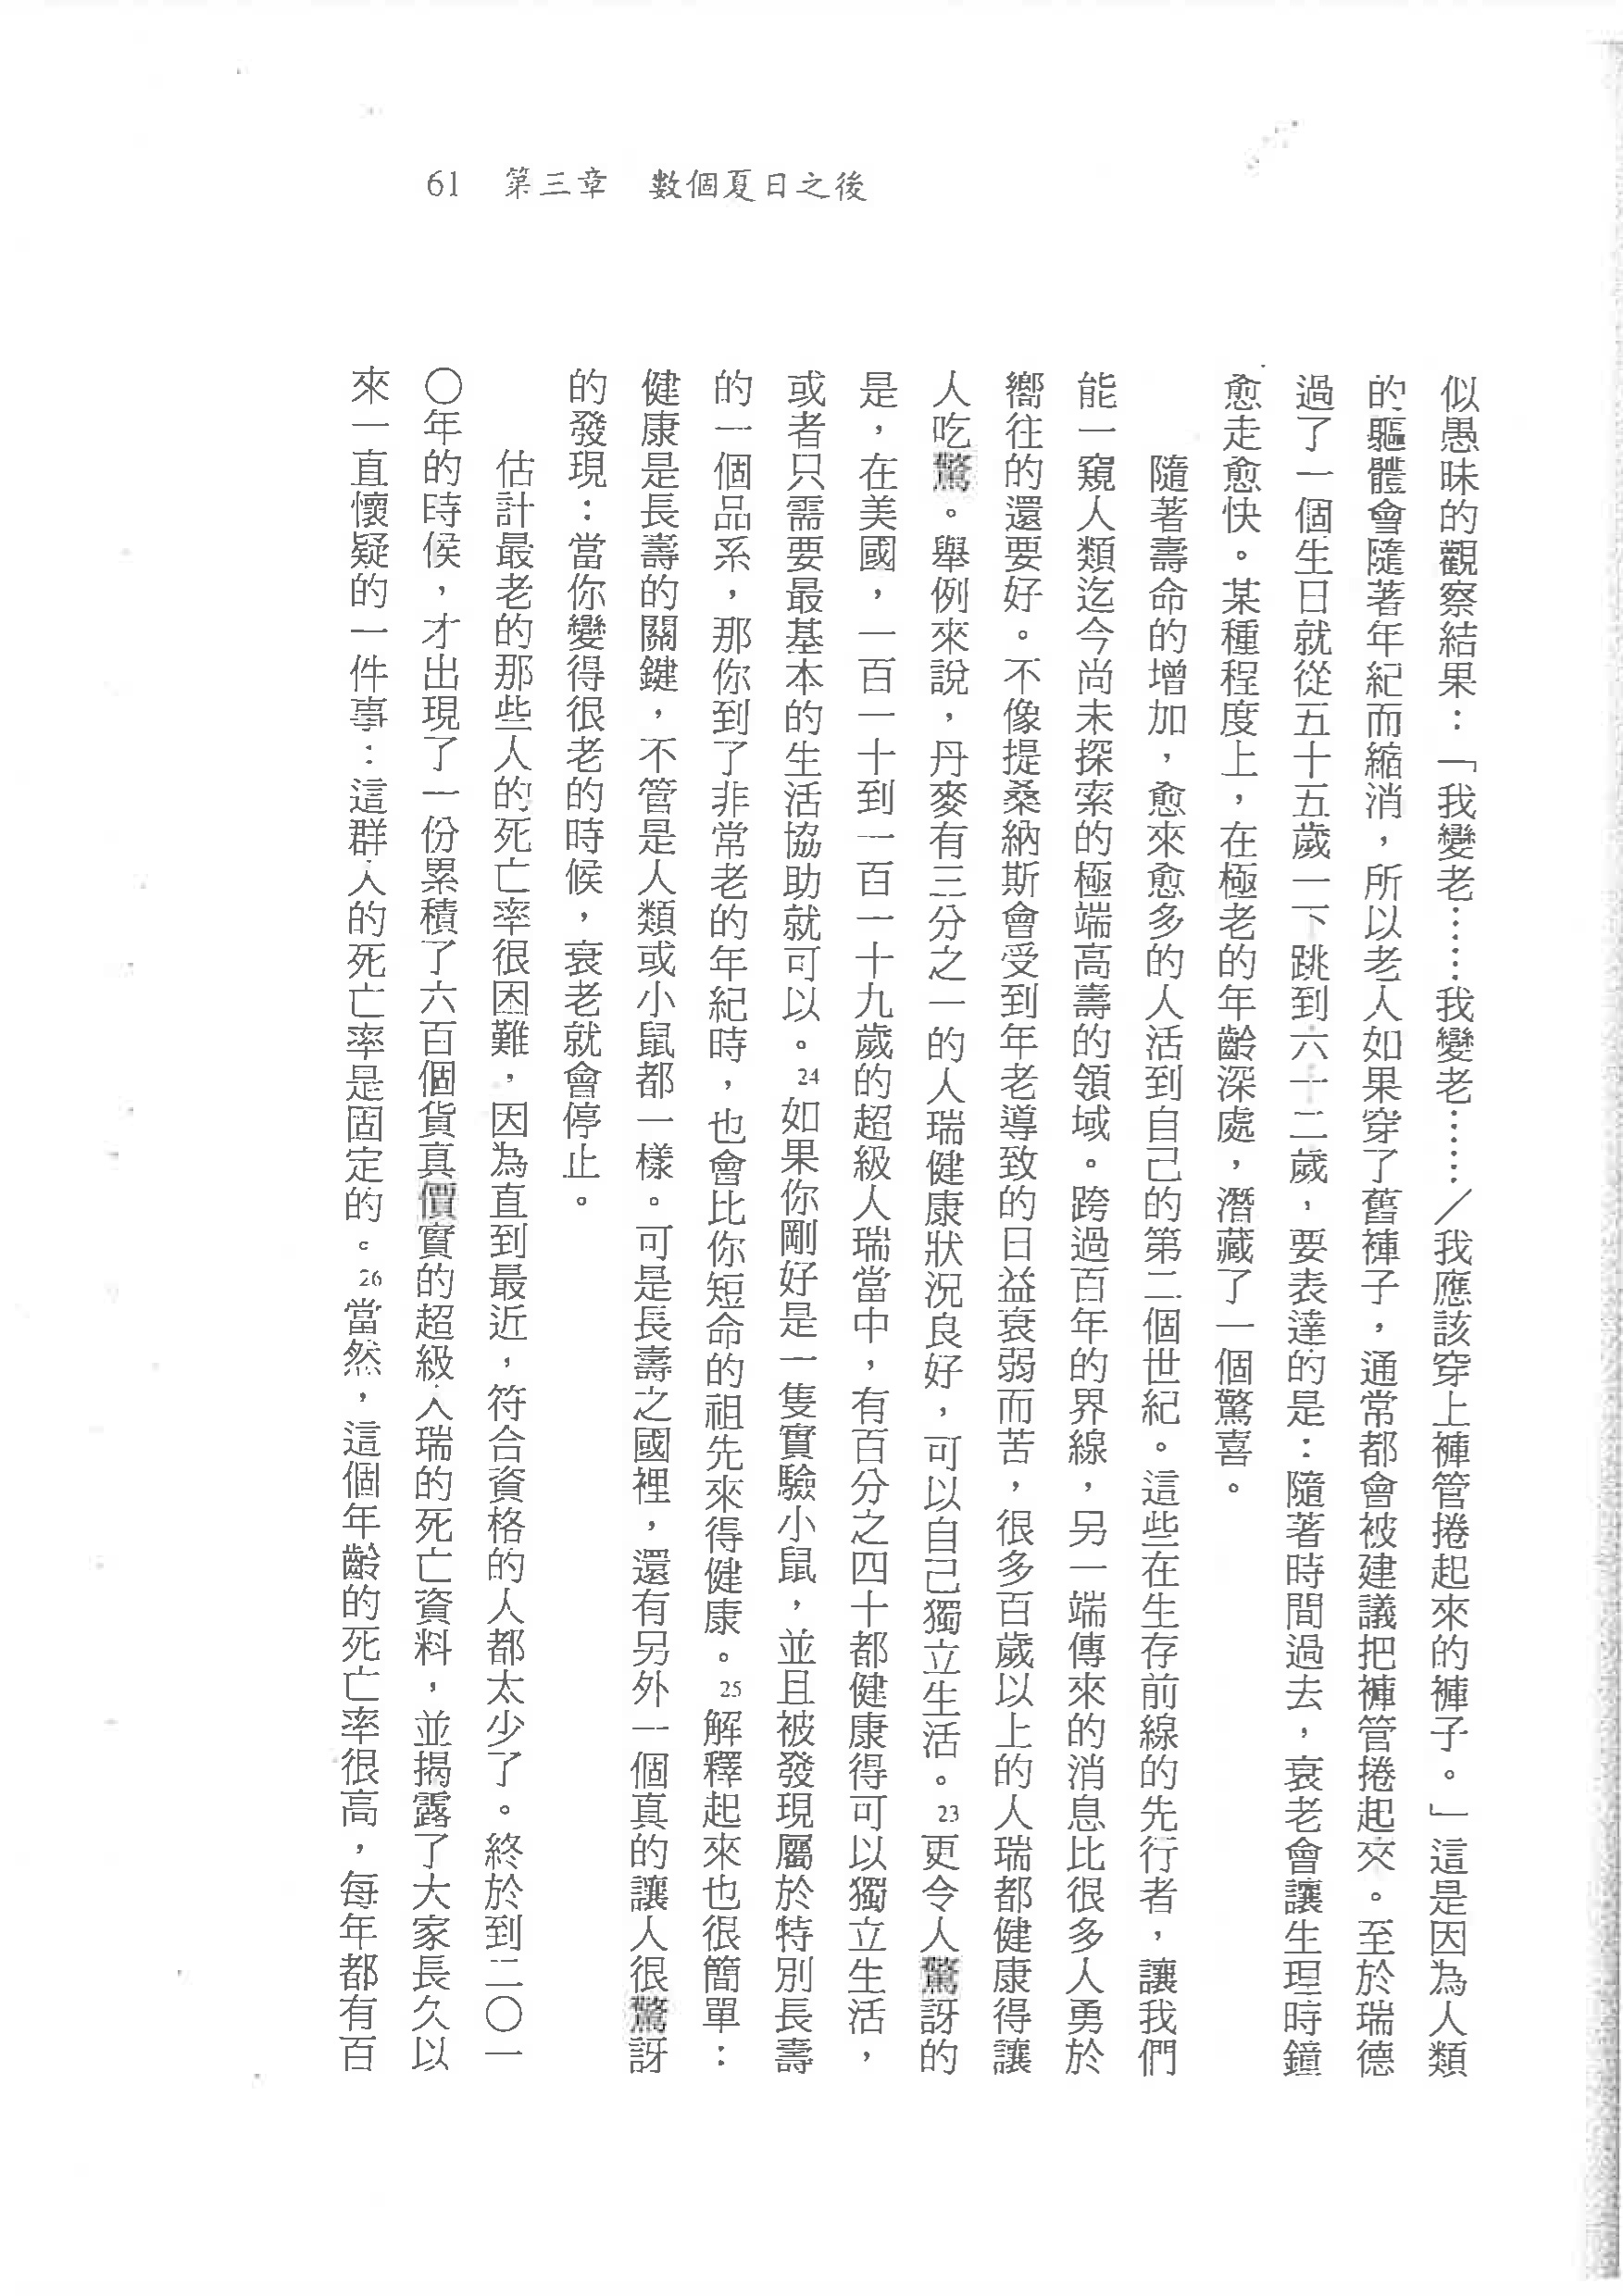 61 第三章 數個夏日之後
似愚昧的觀察結果：「我變老……我變老……／我應該穿上褲管捲起來的褲子。」這是因為人類
的軀體會隨著年紀而縮消，所以老人如果穿了舊褲子，通常都會被建議把褲管捲起來。至於瑞德
過了一個生日就從五十五歲一下跳到六十二歲，要表達的是：隨著時間過去，衰老會讓生理時鐘
愈走愈快。某種程度上，在極老的年齡深處，潛藏了一個驚喜。
隨著壽命的增加，愈來愈多的人活到自己的第二個世紀。這些在生存前線的先行者，讓我們
能一窺人類迄今尚未探索的極端高壽的領域。跨過百年的界線，另一端傳來的消息比很多人勇於
嚮往的還要好。不像提桑納斯會受到年老導致的日益衰弱而苦，很多百歲以上的人瑞都健康得讓
人吃驚。舉例來說，丹麥有三分之一的人瑞健康狀況良好，可以自己獨立生活。23更令人驚訝的
是，在美國，一百一十到一百一十九歲的超級人瑞當中，有百分之四十都健康得可以獨立生活，
或者只需要最基本的生活協助就可以。24如果你剛好是一隻實驗小鼠，並且被發現屬於特別長壽
的一個品系，那你到了非常老的年紀時，也會比你短命的祖先來得健康。25解釋起來也很簡單：
健康是長壽的關鍵，不管是人類或小鼠都一樣。可是長壽之國裡，還有另外一個真的讓人很驚訝
的發現：當你變得很老的時候，衰老就會停止。
估計最老的那些人的死亡率很困難，因為直到最近，符合資格的人都太少了。終於到二〇一
〇年的時候，才出現了一份累積了六百個貨真價實的超級人瑞的死亡資料，並揭露了大家長久以
來一直懷疑的一件事：這群人的死亡率是固定的。26當然，這個年齡的死亡率很高，每年都有百